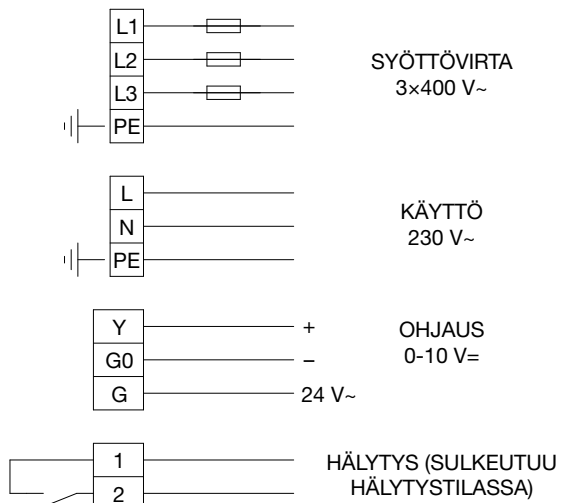 L1
L2
L3
PE
SYÖTTÖVIRTA
3×400 V~
L
N
PE
KÄYTTÖ
230 V~
Y +
G0 –
G 24 V~
OHJAUS
0-10 V=
1
2
HÄLYTYS (SULKEUTUU
HÄLYTYSTILASSA)